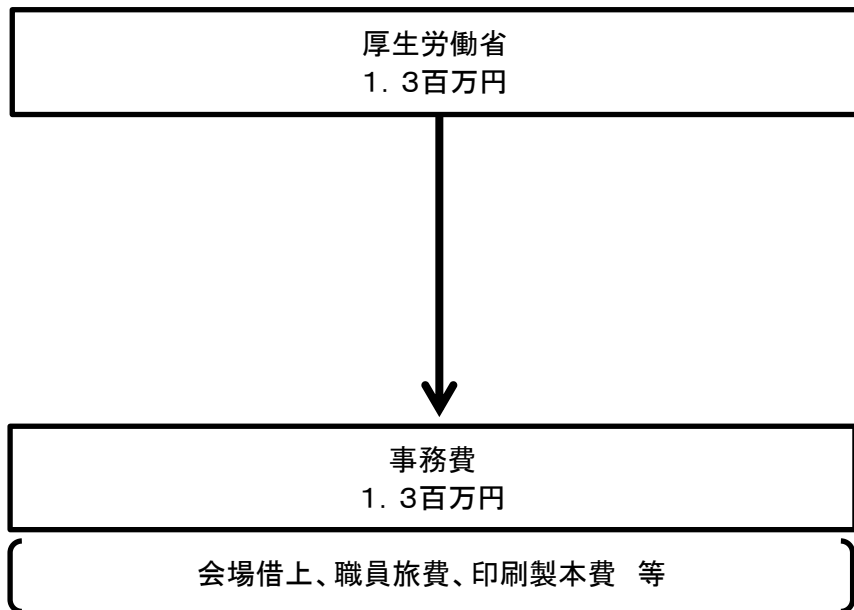 厚生労働省
１．３百万円
事務費
１．３百万円
会場借上、職員旅費、印刷製本費　等